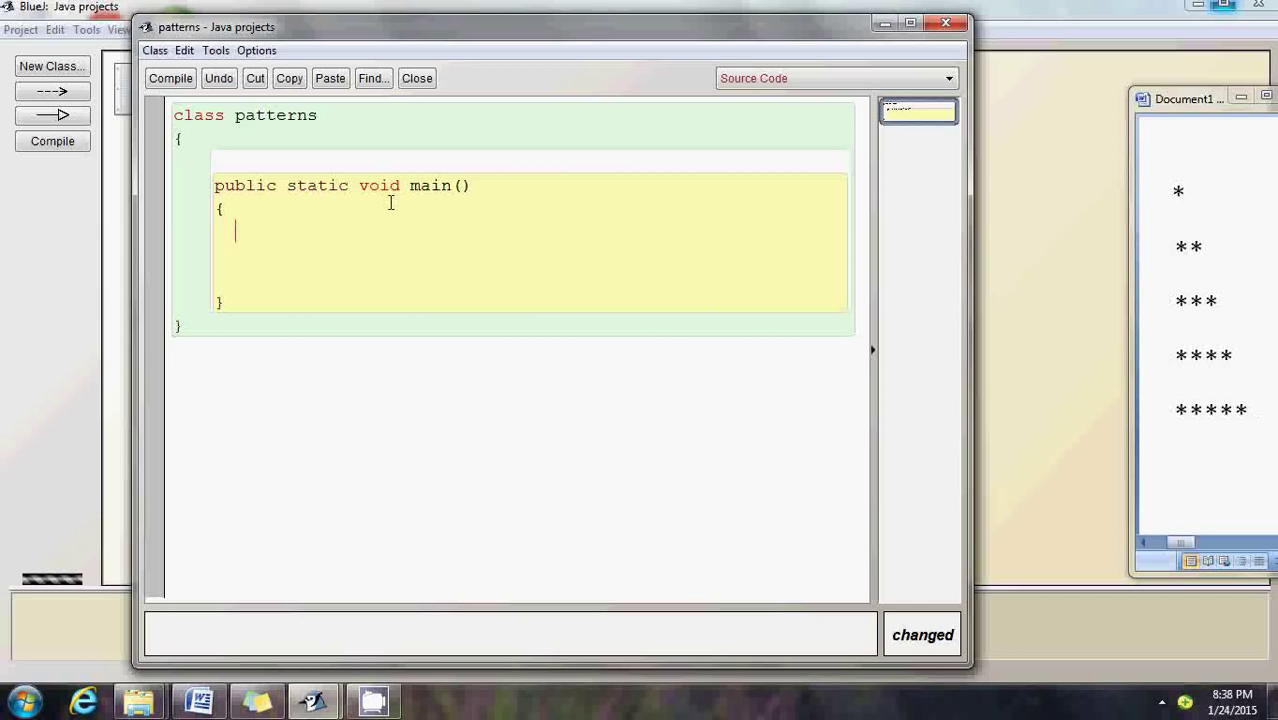 BlueJ: Java projects
Project Edit Tools View
New Class...
Compile
patterns - Java projects
Class Edit Tools Options
Compile Undo Cut Copy Paste Find... Close Source Code
class patterns
{
public static void main()
{
}
}
changed
Document1 ...
*
**
***
****
*****
8:38 PM
1/24/2015